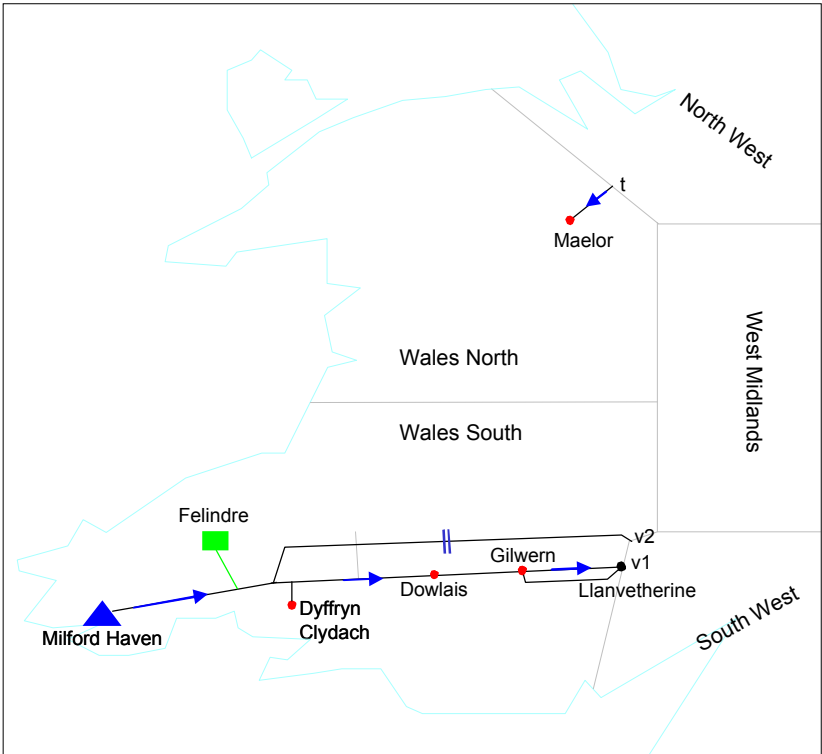 North West
t
Maelor
West Midlands
Wales North
Wales South
Felindre
v2
Gilwern
v1
Dowlais
Llanvetherine
Dyffryn
Clydach
Milford Haven
South West